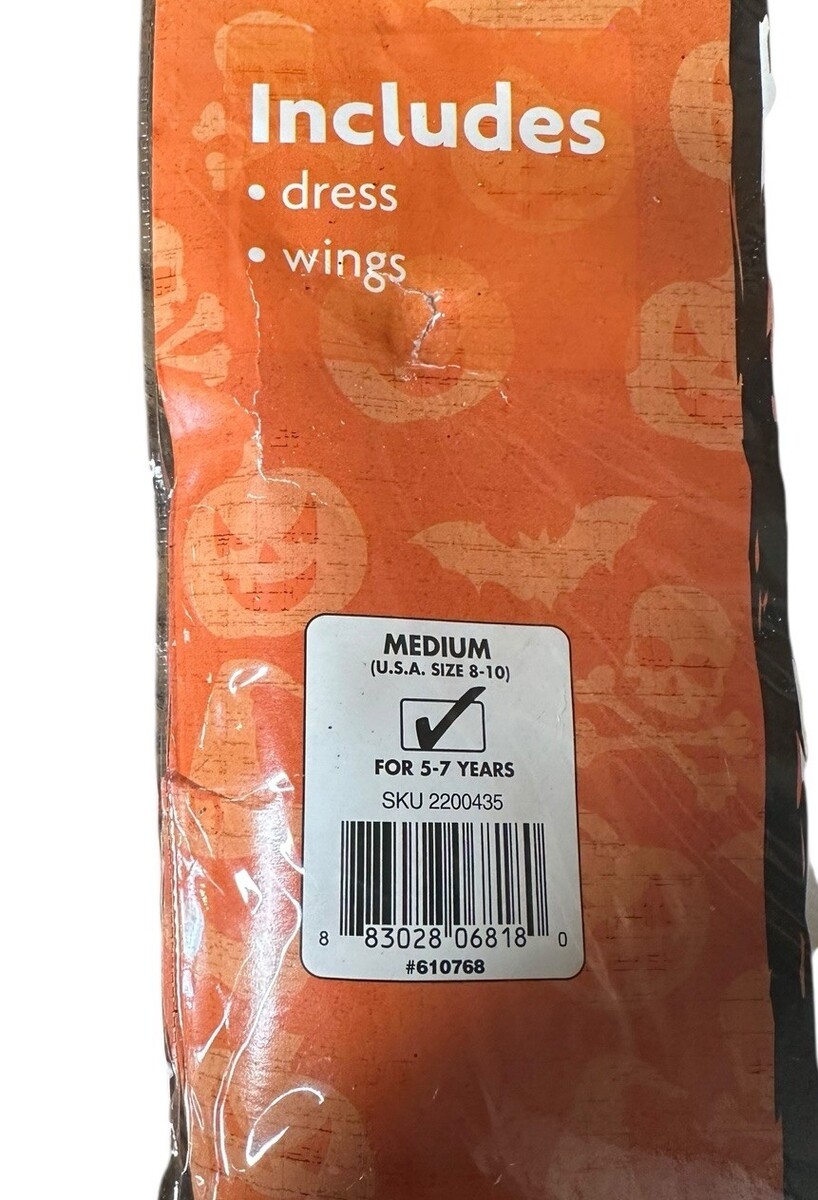 Includes
• dress
• wings
MEDIUM
(U.S.A. SIZE 8-10)
FOR 5-7 YEARS
SKU 2200435
8 83028 06818 0
#610768